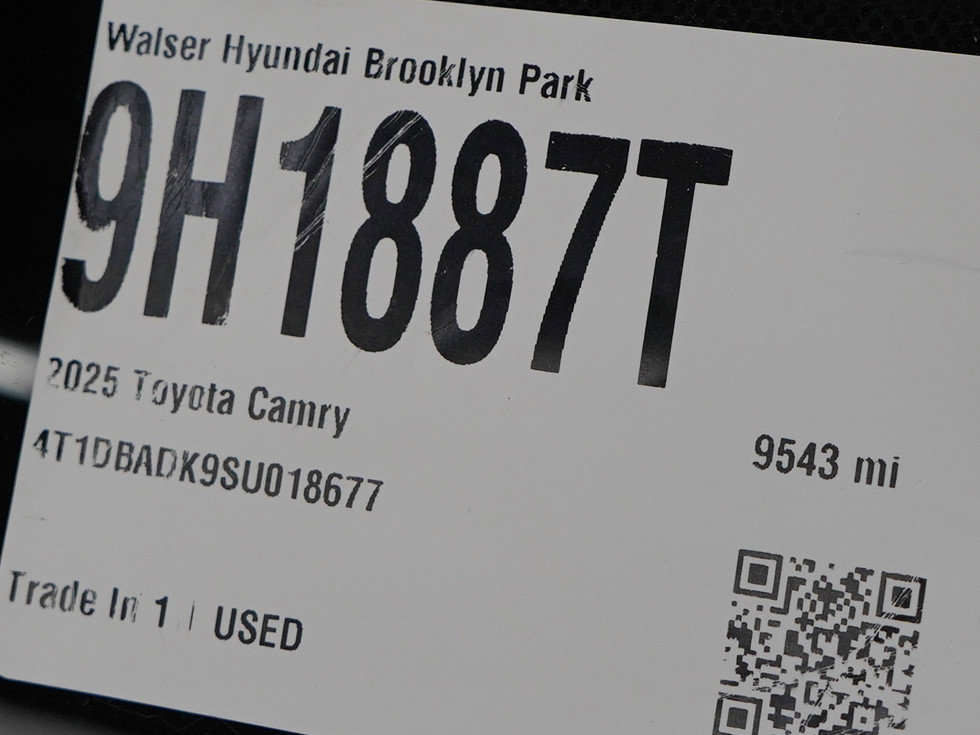 Walser Hyundai Brooklyn Park
9H1887T
2025 Toyota Camry
4T1DBADK9SU018677
9543 mi
Trade In 1 | USED